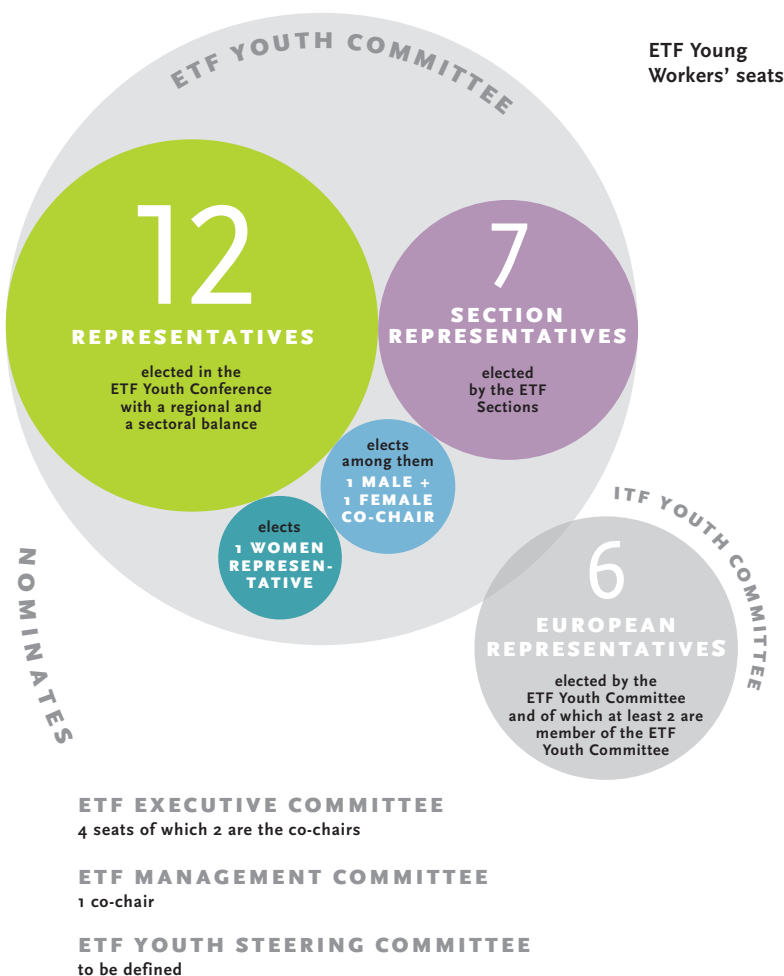 ETF YOUTH COMMITTEE
ETF Young
Workers’ seats
12
REPRESENTATIVES
elected in the
ETF Youth Conference
with a regional and
a sectoral balance
7
SECTION
REPRESENTATIVES
elected
by the ETF
Sections
elects
among them
1 MALE +
1 FEMALE
CO-CHAIR
elects
1 WOMEN
REPRESEN-
TATIVE
ITF YOUTH COMMITTEE
6
EUROPEAN
REPRESENTATIVES
elected by the
ETF Youth Committee
and of which at least 2 are
member of the ETF
Youth Committee
NOMINATES
ETF EXECUTIVE COMMITTEE
4 seats of which 2 are the co-chairs
ETF MANAGEMENT COMMITTEE
1 co-chair
ETF YOUTH STEERING COMMITTEE
to be defined